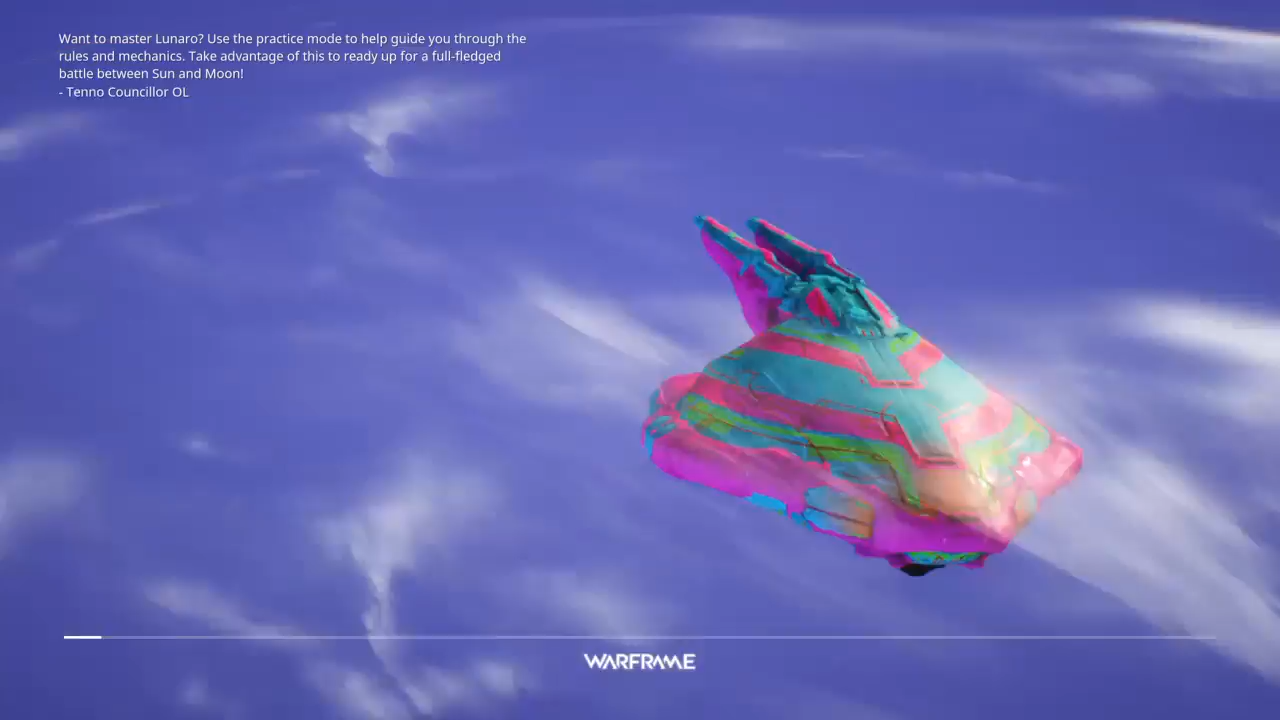 Want to master Lunaro? Use the practice mode to help guide you through the
rules and mechanics. Take advantage of this to ready up for a full-fledged
battle between Sun and Moon!
- Tenno Councillor OL
WARFRAME